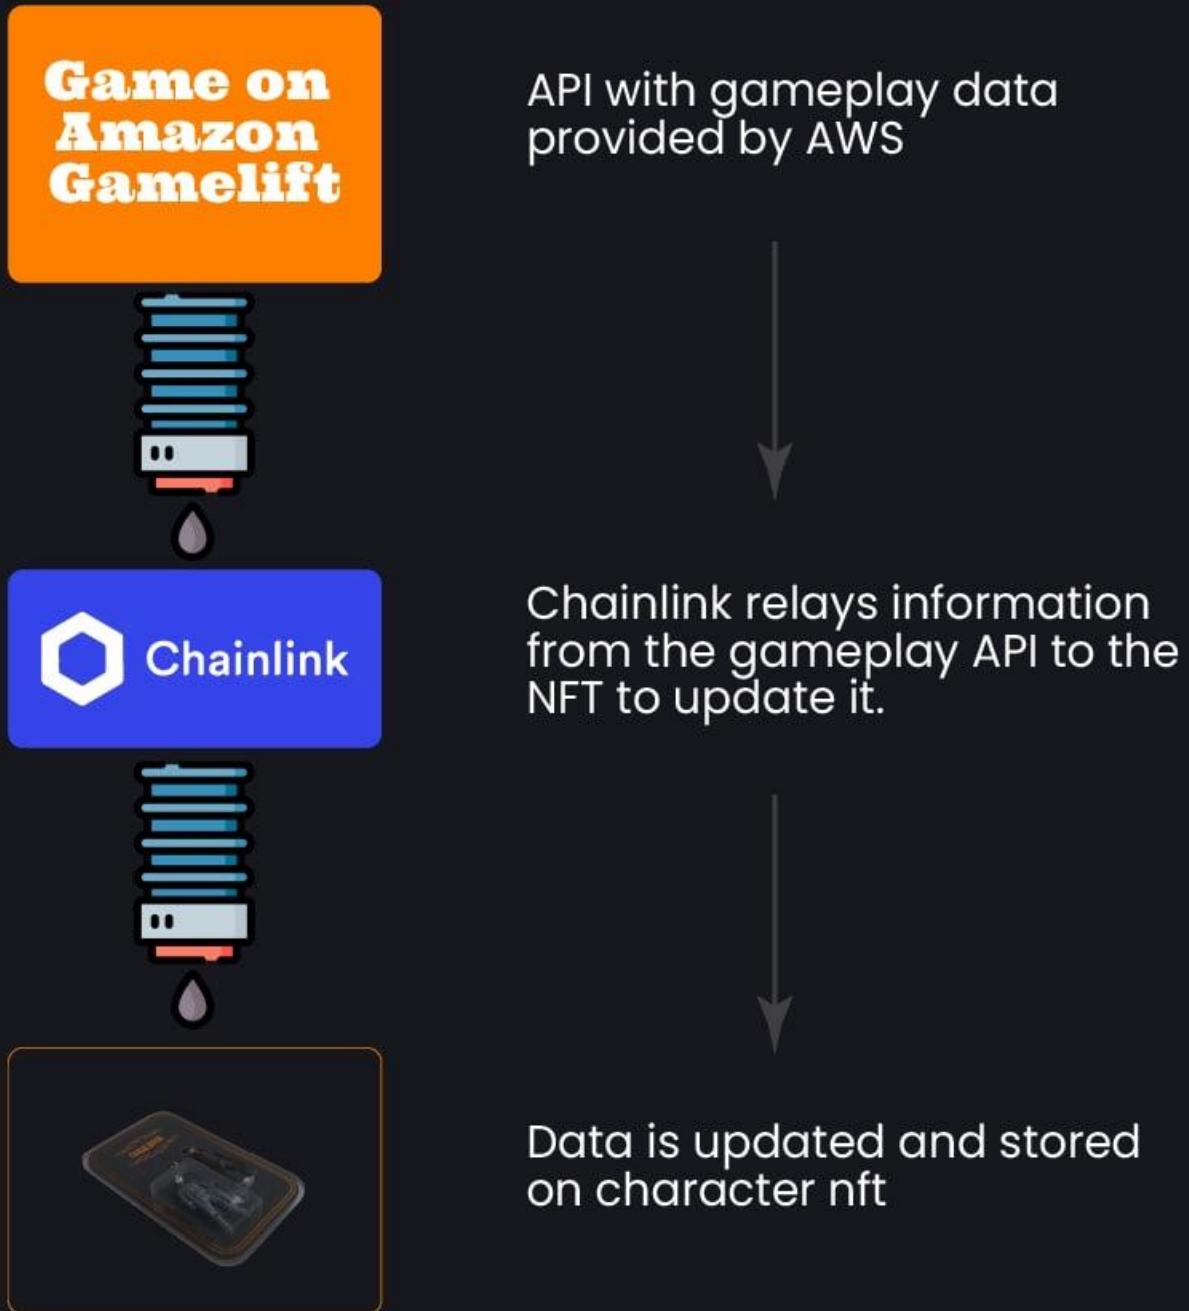 Game on
Amazon
Gamelift
API with gameplay data
provided by AWS
Chainlink
Chainlink relays information
from the gameplay API to the
NFT to update it.
Data is updated and stored
on character nft